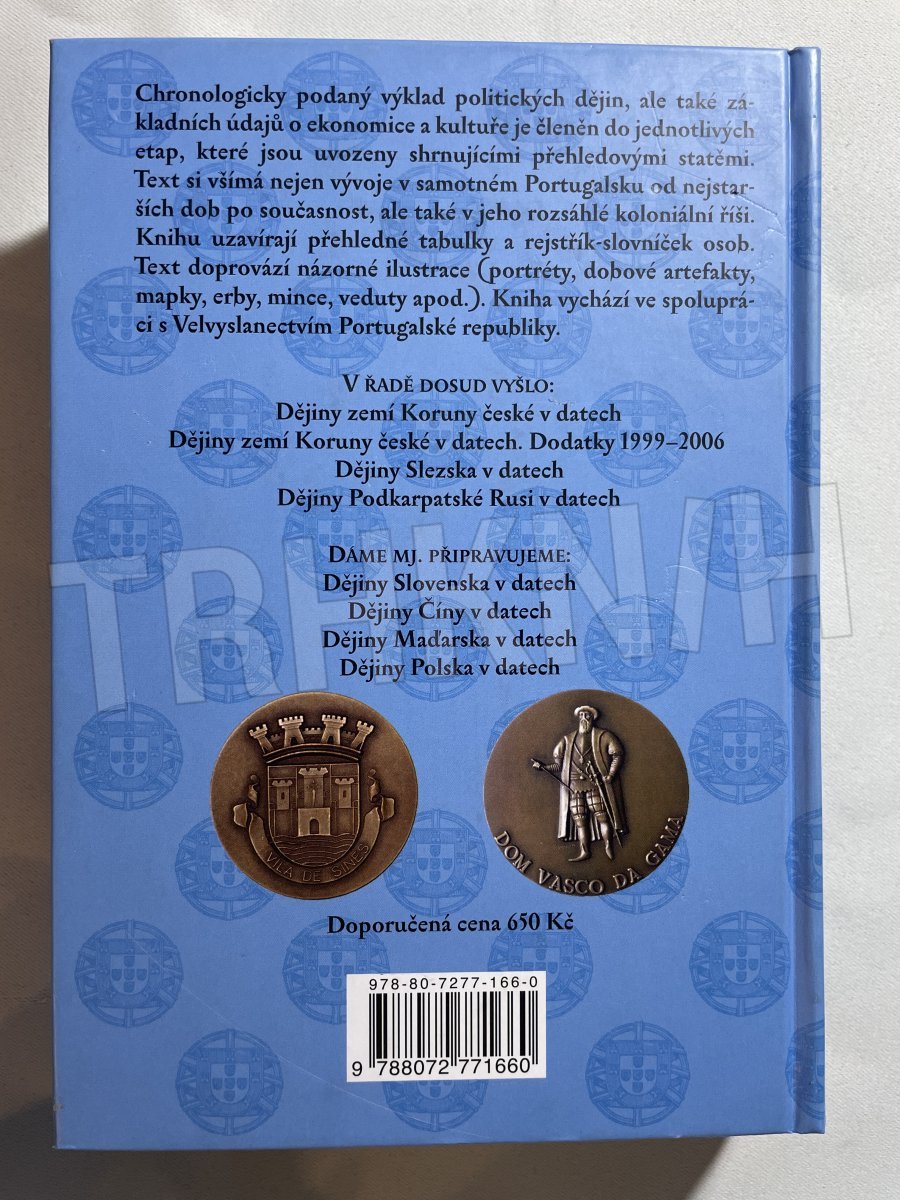 Chronologicky podaný výklad politických dějin, ale také zá-
kladních údajů o ekonomice a kultuře je členěn do jednotlivých
etap, které jsou uvozeny shrnujícími přehledovými statěmi.
Text si všímá nejen vývoje v samotném Portugalsku od nejstar-
ších dob po současnost, ale také v jeho rozsáhlé koloniální říši.
Knihu uzavírají přehledné tabulky a rejstřík-slovníček osob.
Text doprovází názorné ilustrace (portréty, dobové artefakty,
mapky, erby, mince, veduty apod.). Kniha vychází ve spoluprá-
ci s Velvyslanectvím Portugalské republiky.
V ŘADĚ DOSUD VYŠLO:
Dějiny zemí Koruny české v datech
Dějiny zemí Koruny české v datech. Dodatky 1999–2006
Dějiny Slezska v datech
Dějiny Podkarpatské Rusi v datech
DÁME MJ. PŘIPRAVUJEME:
Dějiny Slovenska v datech
Dějiny Číny v datech
Dějiny Maďarska v datech
Dějiny Polska v datech
TRHKNIH
VILA DE SINES
DOM VASCO DA GAMA
Doporučená cena 650 Kč
978-80-7277-166-0
9 788072 771660